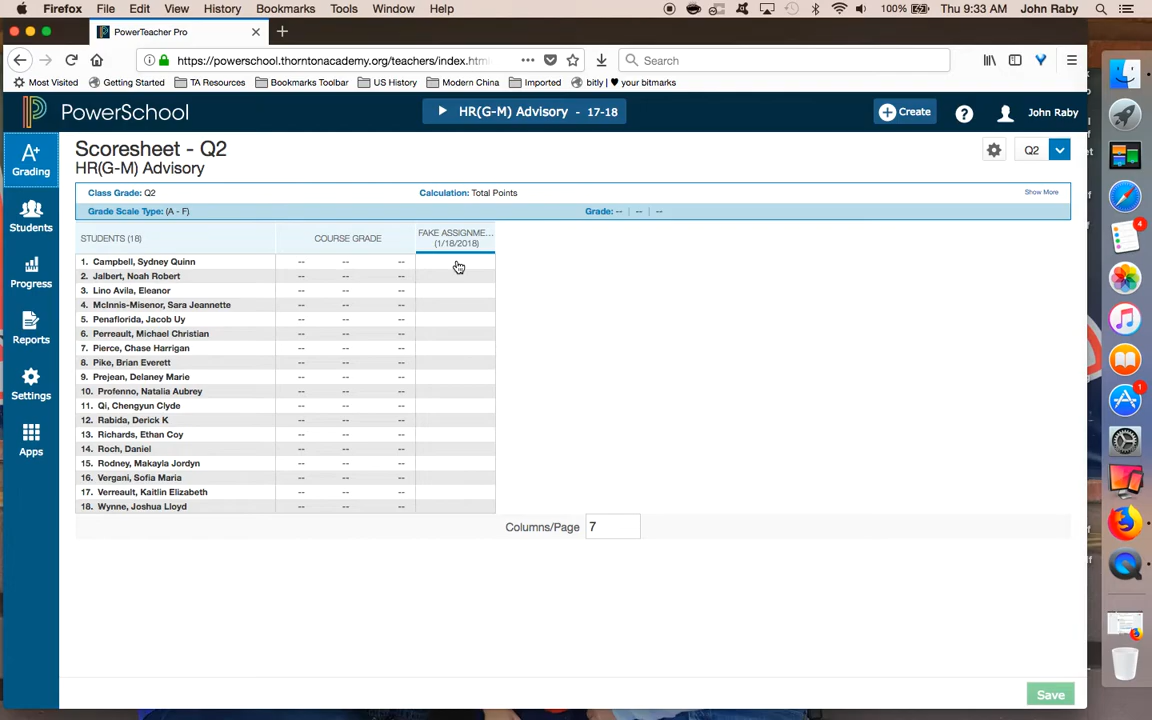 Firefox File Edit View History Bookmarks Tools Window Help 100% Thu 9:33 AM John Raby
PowerTeacher Pro
https://powerschool.thorntonacademy.org/teachers/index.htm Search
Most Visited Getting Started TA Resources Bookmarks Toolbar US History Modern China Imported bitly | ♥ your bitmarks
PowerSchool HR(G-M) Advisory - 17-18 Create ? John Raby
A+
Grading
Students
Progress
Reports
Settings
Apps
Scoresheet - Q2 Q2
HR(G-M) Advisory
Class Grade: Q2 Calculation: Total Points Show More
Grade Scale Type: (A - F) Grade: -- | -- | --
STUDENTS (18) COURSE GRADE FAKE ASSIGNME...
(1/18/2018)
1. Campbell, Sydney Quinn -- -- --
2. Jalbert, Noah Robert -- -- --
3. Lino Avila, Eleanor -- -- --
4. McInnis-Misenor, Sara Jeannette -- -- --
5. Penaflorida, Jacob Uy -- -- --
6. Perreault, Michael Christian -- -- --
7. Pierce, Chase Harrigan -- -- --
8. Pike, Brian Everett -- -- --
9. Prejean, Delaney Marie -- -- --
10. Profenno, Natalia Aubrey -- -- --
11. Qi, Chengyun Clyde -- -- --
12. Rabida, Derick K -- -- --
13. Richards, Ethan Coy -- -- --
14. Roch, Daniel -- -- --
15. Rodney, Makayla Jordyn -- -- --
16. Vergani, Sofia Maria -- -- --
17. Verreault, Kaitlin Elizabeth -- -- --
18. Wynne, Joshua Lloyd -- -- --
Columns/Page 7
Save
4
1